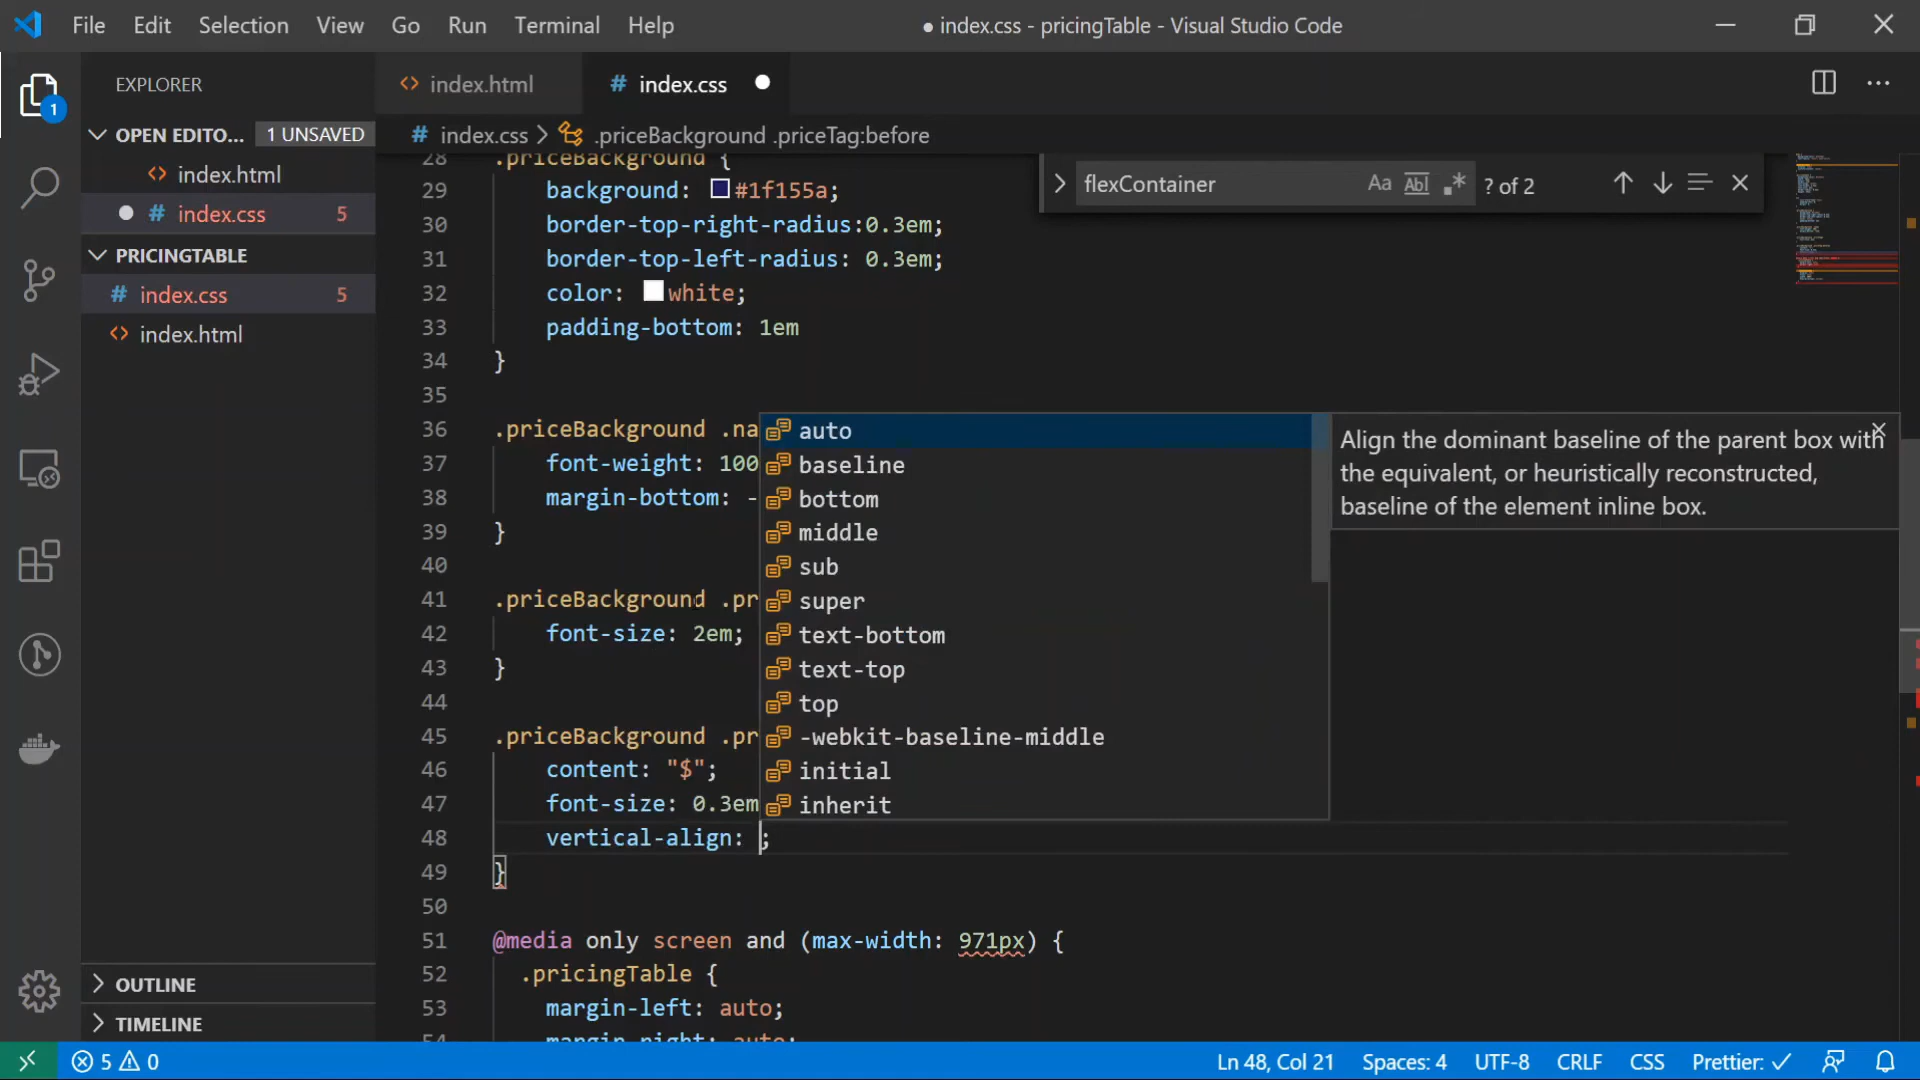 File Edit Selection View Go Run Terminal Help
● index.css - pricingTable - Visual Studio Code
EXPLORER
1
OPEN EDITO... 1 UNSAVED
<> index.html
# index.css 5
PRICINGTABLE
# index.css 5
<> index.html
OUTLINE
TIMELINE
<> index.html
# index.css
# index.css > .priceBackground .priceTag:before
flexContainer
Aa Abl .* ? of 2
28 .priceBackground {
29 background: #1f155a;
30 border-top-right-radius:0.3em;
31 border-top-left-radius: 0.3em;
32 color: white;
33 padding-bottom: 1em
34 }
35
36 .priceBackground .na
37 font-weight: 100
38 margin-bottom: -
39 }
40
41 .priceBackground .pr
42 font-size: 2em;
43 }
44
45 .priceBackground .pr
46 content: "$";
47 font-size: 0.3em
48 vertical-align: ;
49 }
50
51 @media only screen and (max-width: 971px) {
52 .pricingTable {
53 margin-left: auto;
54 margin-right: auto;
auto
baseline
bottom
middle
sub
super
text-bottom
text-top
top
-webkit-baseline-middle
initial
inherit
Align the dominant baseline of the parent box with
the equivalent, or heuristically reconstructed,
baseline of the element inline box.
5 0
Ln 48, Col 21 Spaces: 4 UTF-8 CRLF CSS Prettier: ✓